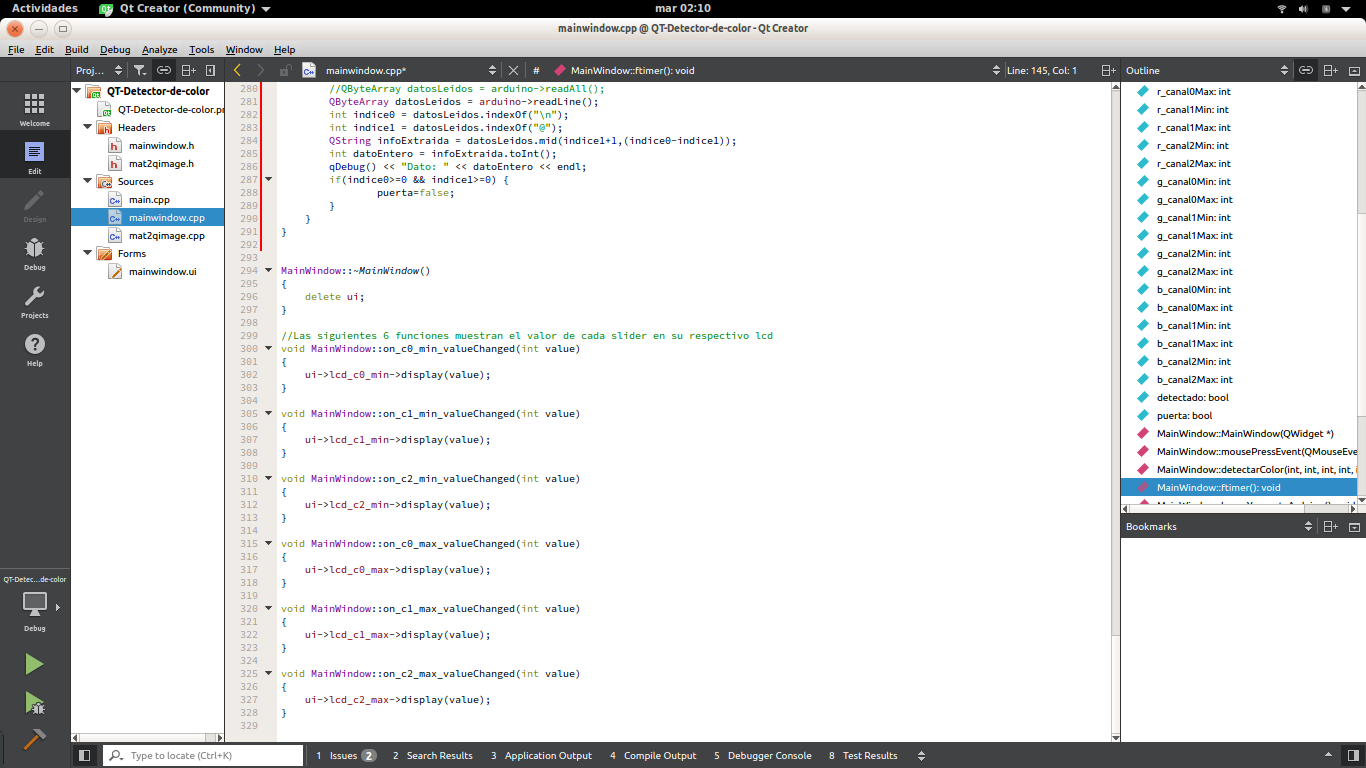 Actividades Qt Creator (Community) mar 02:10
mainwindow.cpp @ QT-Detector-de-color - Qt Creator
File Edit Build Debug Analyze Tools Window Help
Proj... mainwindow.cpp* # MainWindow::ftimer(): void Line: 145, Col: 1 Outline
Welcome
Edit
Design
Debug
Projects
Help
QT-Detec...de-color
Debug
QT-Detector-de-color
QT-Detector-de-color.pr
Headers
mainwindow.h
mat2qimage.h
Sources
main.cpp
mainwindow.cpp
mat2qimage.cpp
Forms
mainwindow.ui
280 //QByteArray datosLeidos = arduino->readAll();
281 QByteArray datosLeidos = arduino->readLine();
282 int indice0 = datosLeidos.indexOf("\n");
283 int indice1 = datosLeidos.indexOf("@");
284 QString infoExtraida = datosLeidos.mid(indice1+1,(indice0-indice1));
285 int datoEntero = infoExtraida.toInt();
286 qDebug() << "Dato: " << datoEntero << endl;
287 if(indice0>=0 && indice1>=0) {
288 puerta=false;
289 }
290 }
291 }
292
293
294 MainWindow::~MainWindow()
295 {
296 delete ui;
297 }
298
299 //Las siguientes 6 funciones muestran el valor de cada slider en su respectivo lcd
300 void MainWindow::on_c0_min_valueChanged(int value)
301 {
302 ui->lcd_c0_min->display(value);
303 }
304
305 void MainWindow::on_c1_min_valueChanged(int value)
306 {
307 ui->lcd_c1_min->display(value);
308 }
309
310 void MainWindow::on_c2_min_valueChanged(int value)
311 {
312 ui->lcd_c2_min->display(value);
313 }
314
315 void MainWindow::on_c0_max_valueChanged(int value)
316 {
317 ui->lcd_c0_max->display(value);
318 }
319
320 void MainWindow::on_c1_max_valueChanged(int value)
321 {
322 ui->lcd_c1_max->display(value);
323 }
324
325 void MainWindow::on_c2_max_valueChanged(int value)
326 {
327 ui->lcd_c2_max->display(value);
328 }
329
r_canal0Max: int
r_canal1Min: int
r_canal1Max: int
r_canal2Min: int
r_canal2Max: int
g_canal0Min: int
g_canal0Max: int
g_canal1Min: int
g_canal1Max: int
g_canal2Min: int
g_canal2Max: int
b_canal0Min: int
b_canal0Max: int
b_canal1Min: int
b_canal1Max: int
b_canal2Min: int
b_canal2Max: int
detectado: bool
puerta: bool
MainWindow::MainWindow(QWidget *)
MainWindow::mousePressEvent(QMouseEve
MainWindow::detectarColor(int, int, int, int, i
MainWindow::ftimer(): void
Bookmarks
Type to locate (Ctrl+K) 1 Issues 2 2 Search Results 3 Application Output 4 Compile Output 5 Debugger Console 8 Test Results